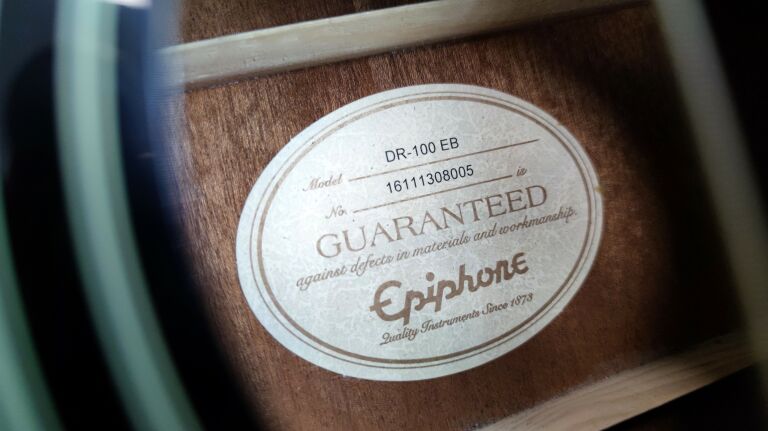 Model DR-100 EB
No. 16111308005 is
GUARANTEED
against defects in materials and workmanship.
Epiphone
Quality Instruments Since 1873